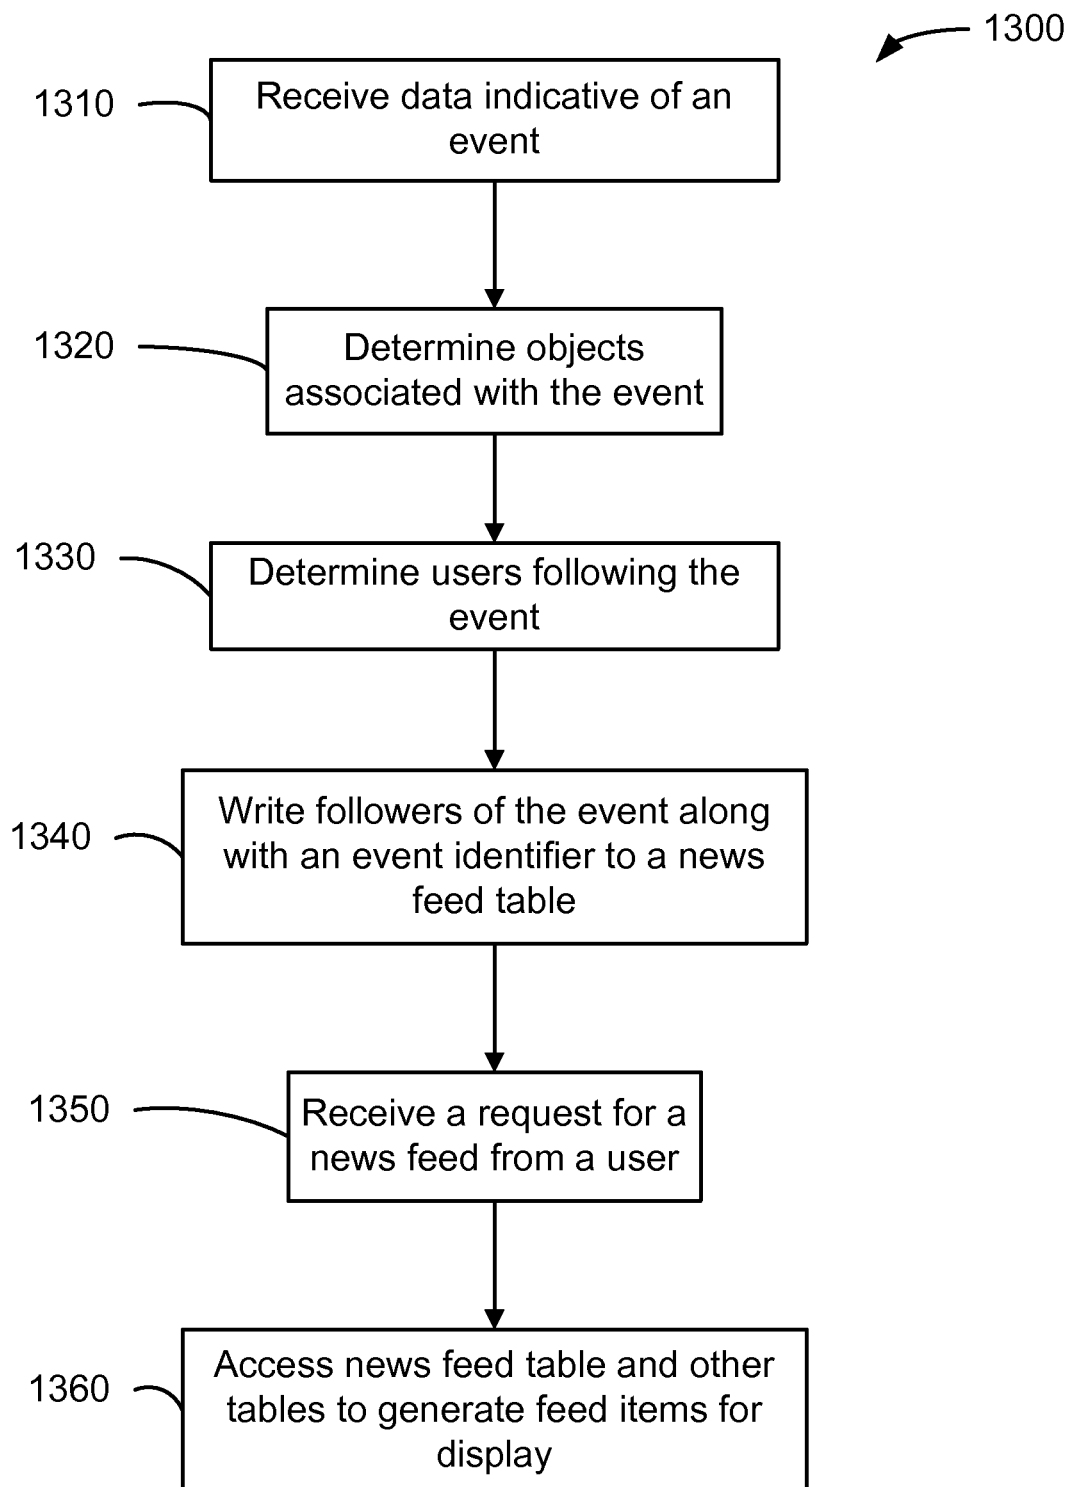 1300
1310
Receive data indicative of an
event
1320
Determine objects
associated with the event
1330
Determine users following the
event
1340
Write followers of the event along
with an event identifier to a news
feed table
1350
Receive a request for a
news feed from a user
1360
Access news feed table and other
tables to generate feed items for
display